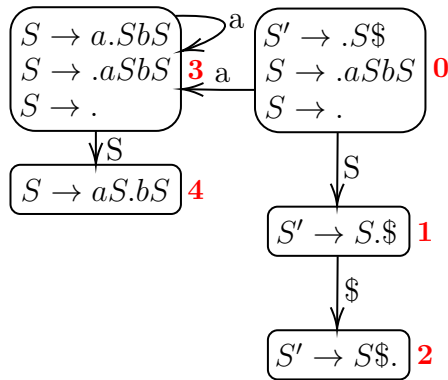 S → a.SbS
S → .aSbS
S → .
3
a
a
S' → .S$
S → .aSbS
S → .
0
S
S → aS.bS
4
S
S' → S.$
1
$
S' → S$.
2